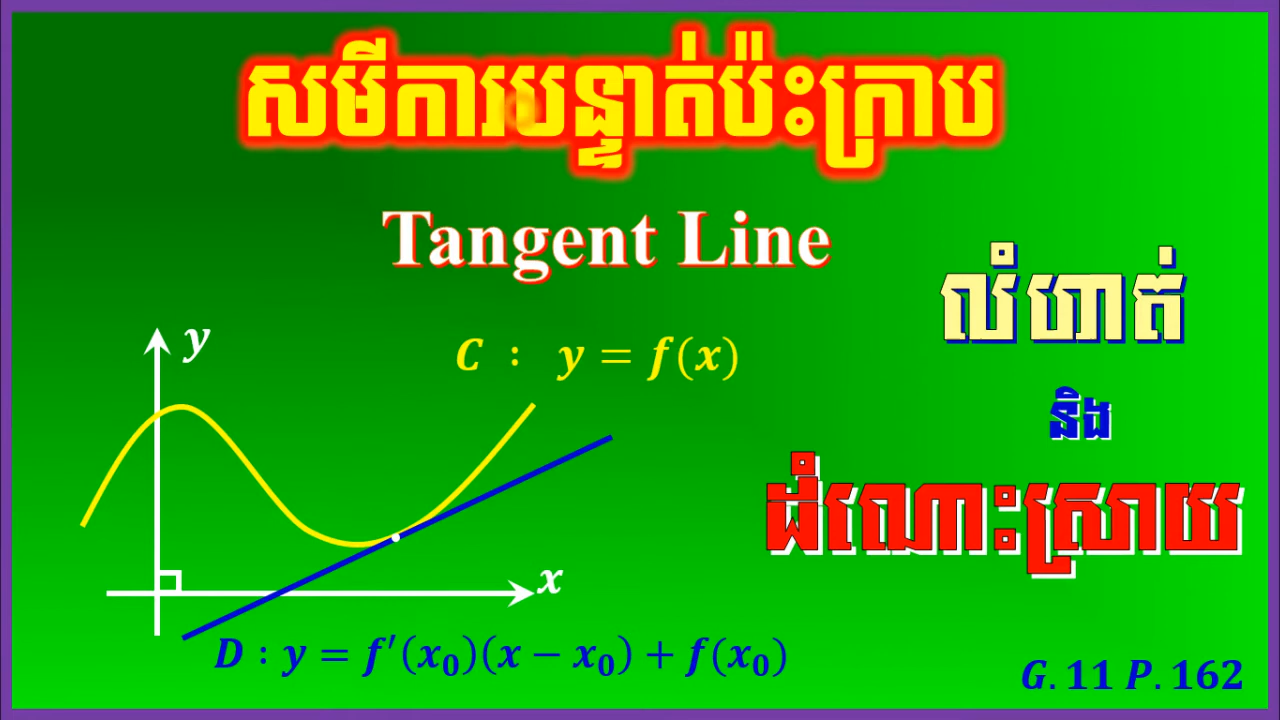 សមីការបន្ទាត់ប៉ះក្រាប
Tangent Line
លំហាត់
និង
ដំណោះស្រាយ
y
C : y = f(x)
x
D : y = f′(x₀)(x − x₀) + f(x₀)
G. 11 P. 162